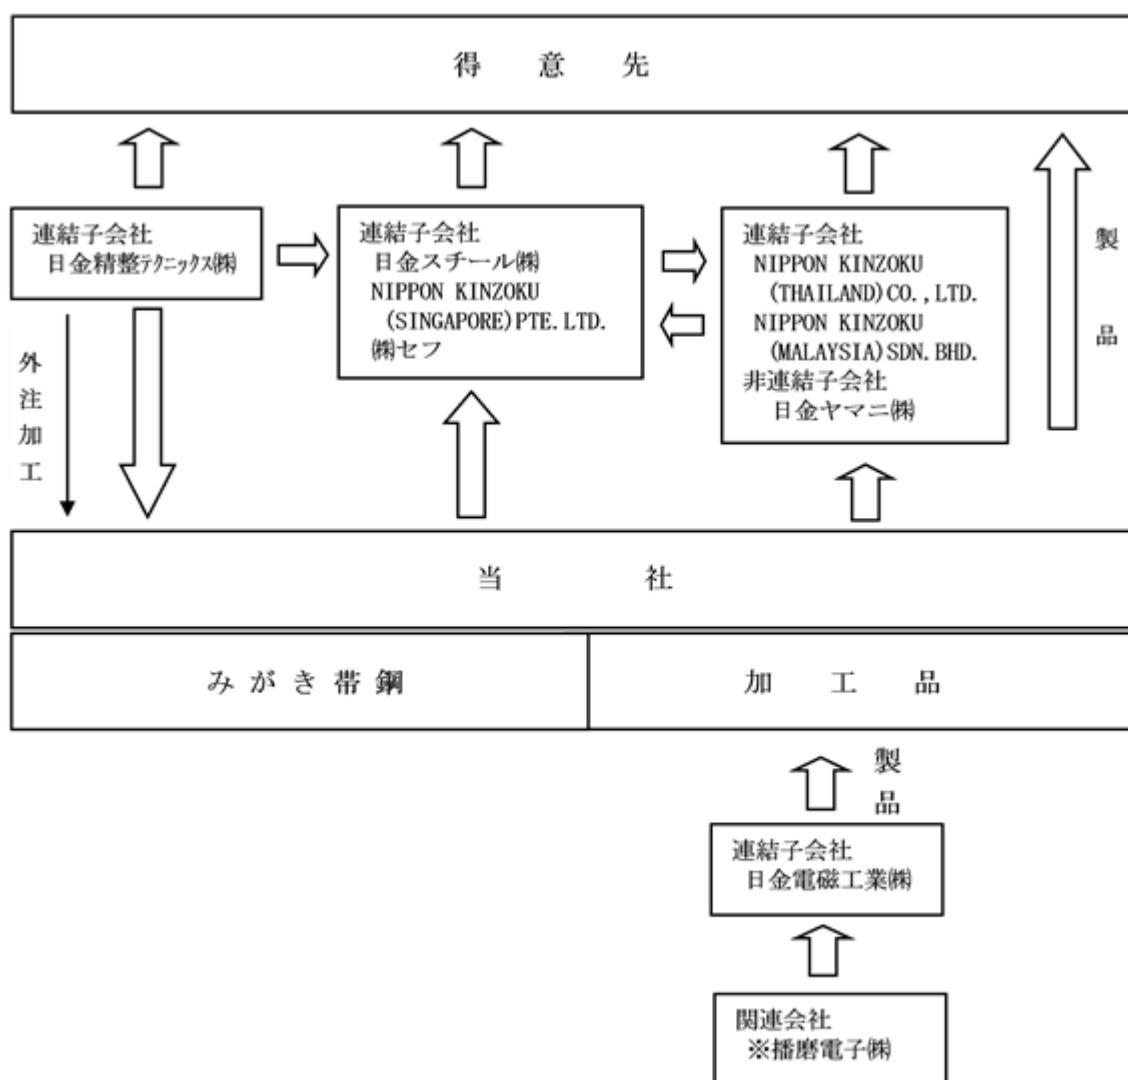 得意先
連結子会社
日金精整ﾃｸﾆｯｸｽ㈱
連結子会社
日金スチール㈱
NIPPON KINZOKU
(SINGAPORE)PTE.LTD.
㈱セフ
連結子会社
NIPPON KINZOKU
(THAILAND)CO.,LTD.
NIPPON KINZOKU
(MALAYSIA)SDN.BHD.
非連結子会社
日金ヤマニ㈱
製品
外注加工
当社
みがき帯鋼
加工品
製品
連結子会社
日金電磁工業㈱
関連会社
※播磨電子㈱